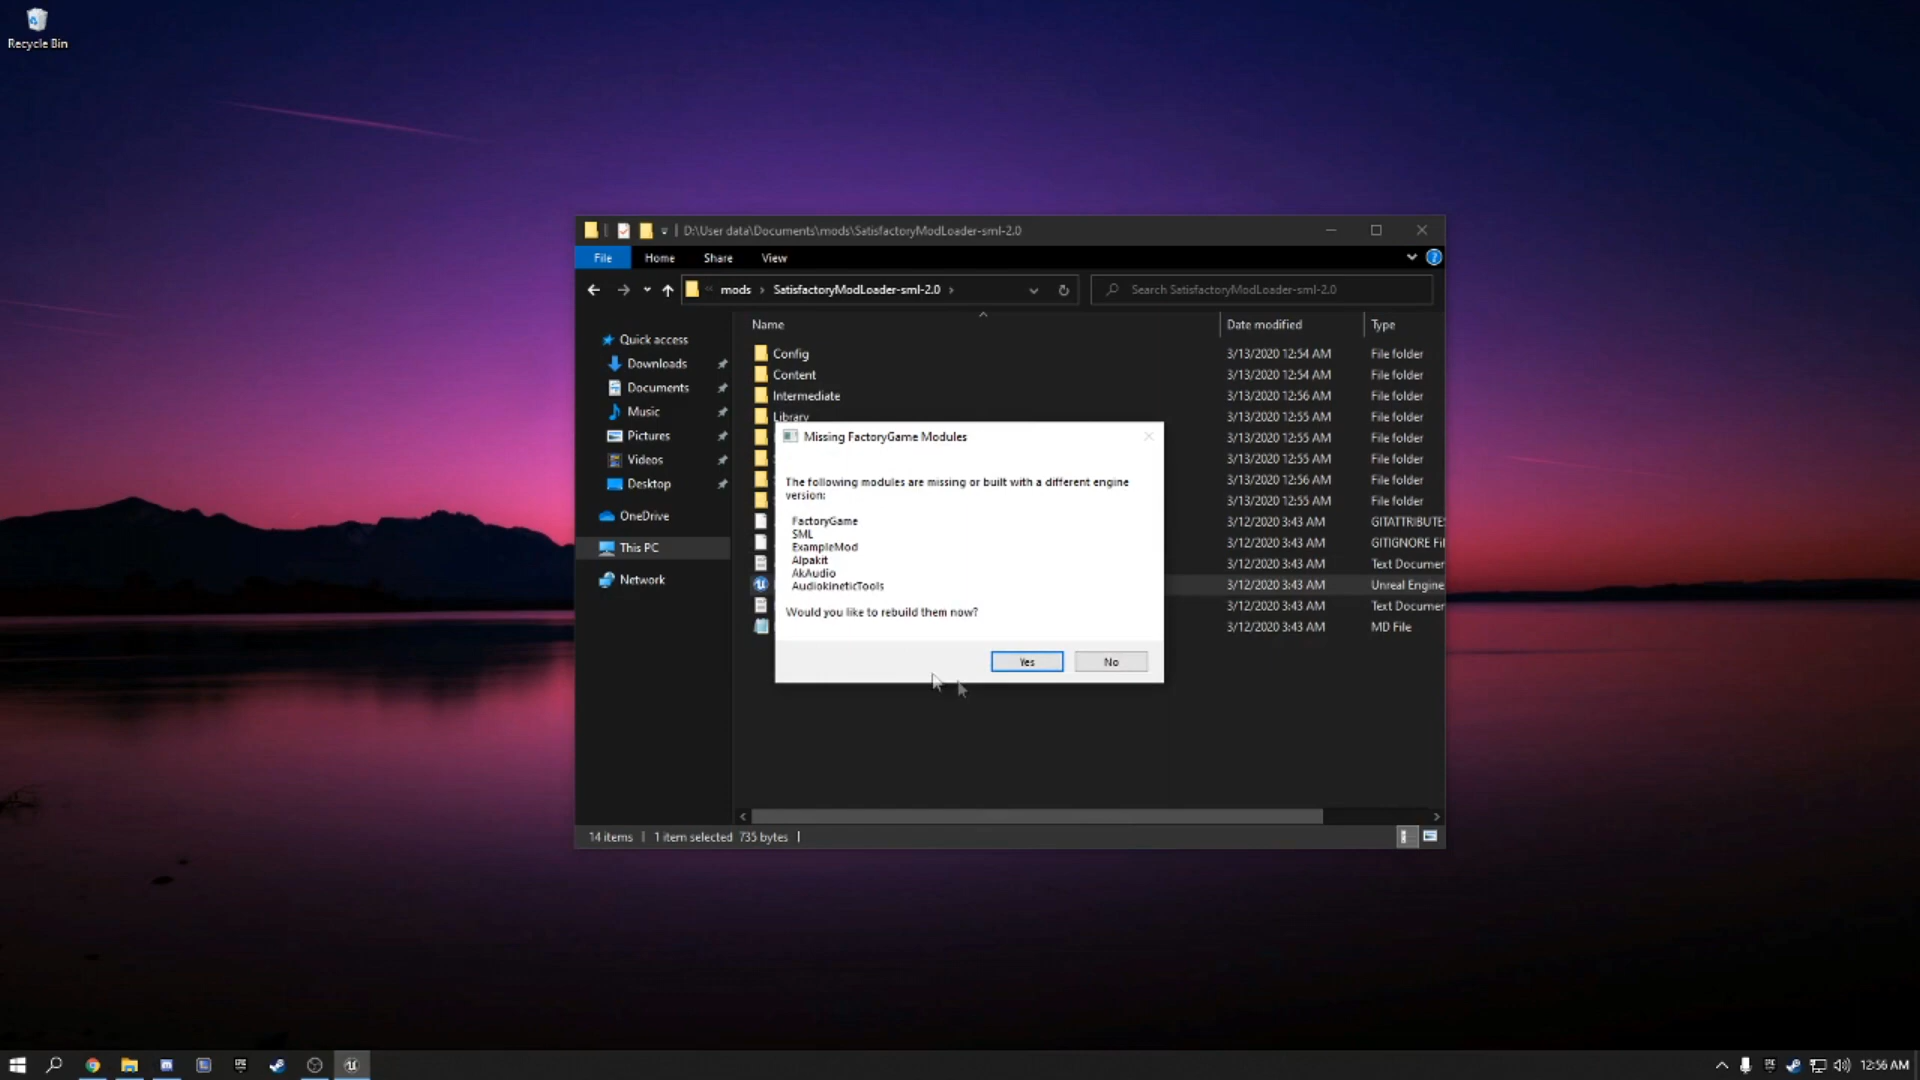 Recycle Bin
D:\User data\Documents\mods\SatisfactoryModLoader-sml-2.0
File Home Share View
mods › SatisfactoryModLoader-sml-2.0 ›
Search SatisfactoryModLoader-sml-2.0
Name Date modified Type
Quick access
Downloads
Documents
Music
Pictures
Videos
Desktop
OneDrive
This PC
Network
Config 3/13/2020 12:54 AM File folder
Content 3/13/2020 12:54 AM File folder
Intermediate 3/13/2020 12:56 AM File folder
Library 3/13/2020 12:55 AM File folder
3/13/2020 12:55 AM File folder
3/13/2020 12:55 AM File folder
3/13/2020 12:56 AM File folder
3/13/2020 12:55 AM File folder
3/12/2020 3:43 AM GITATTRIBUTES
3/12/2020 3:43 AM GITIGNORE Fil
3/12/2020 3:43 AM Text Documen
3/12/2020 3:43 AM Unreal Engine
3/12/2020 3:43 AM Text Documen
3/12/2020 3:43 AM MD File
Missing FactoryGame Modules
The following modules are missing or built with a different engine
version:
FactoryGame
SML
ExampleMod
Alpakit
AkAudio
AudiokineticTools
Would you like to rebuild them now?
Yes No
14 items 1 item selected 735 bytes
12:56 AM